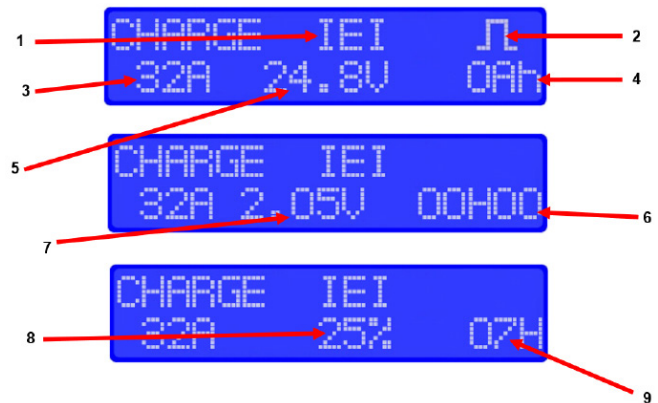 1 CHARGE IEI 2
3 32A 24.8V 0Ah 4
5 CHARGE IEI
7 32A 2.05V 00H00 6
CHARGE IEI
8 32A 25% 07H
9